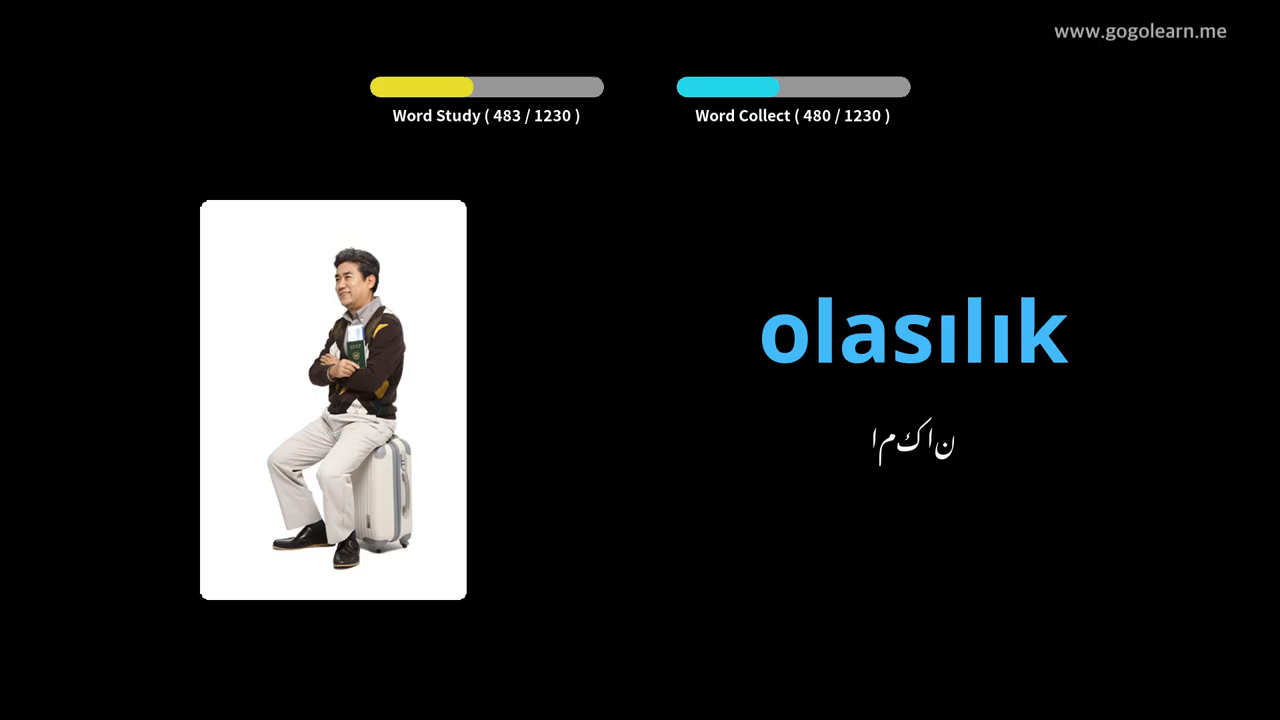 www.gogolearn.me
Word Study ( 483 / 1230 )
Word Collect ( 480 / 1230 )
olasılık
امکان